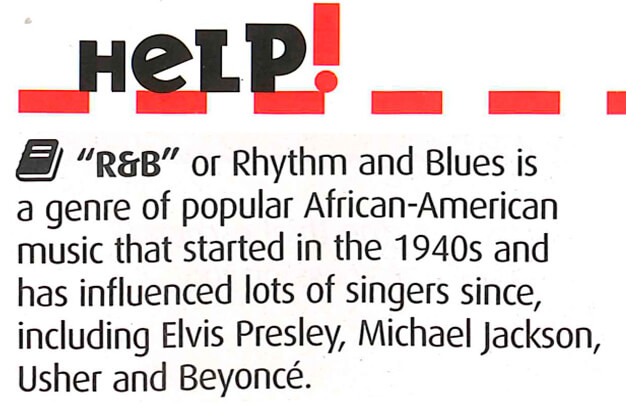 HeLP!
“R&B” or Rhythm and Blues is
a genre of popular African-American
music that started in the 1940s and
has influenced lots of singers since,
including Elvis Presley, Michael Jackson,
Usher and Beyoncé.